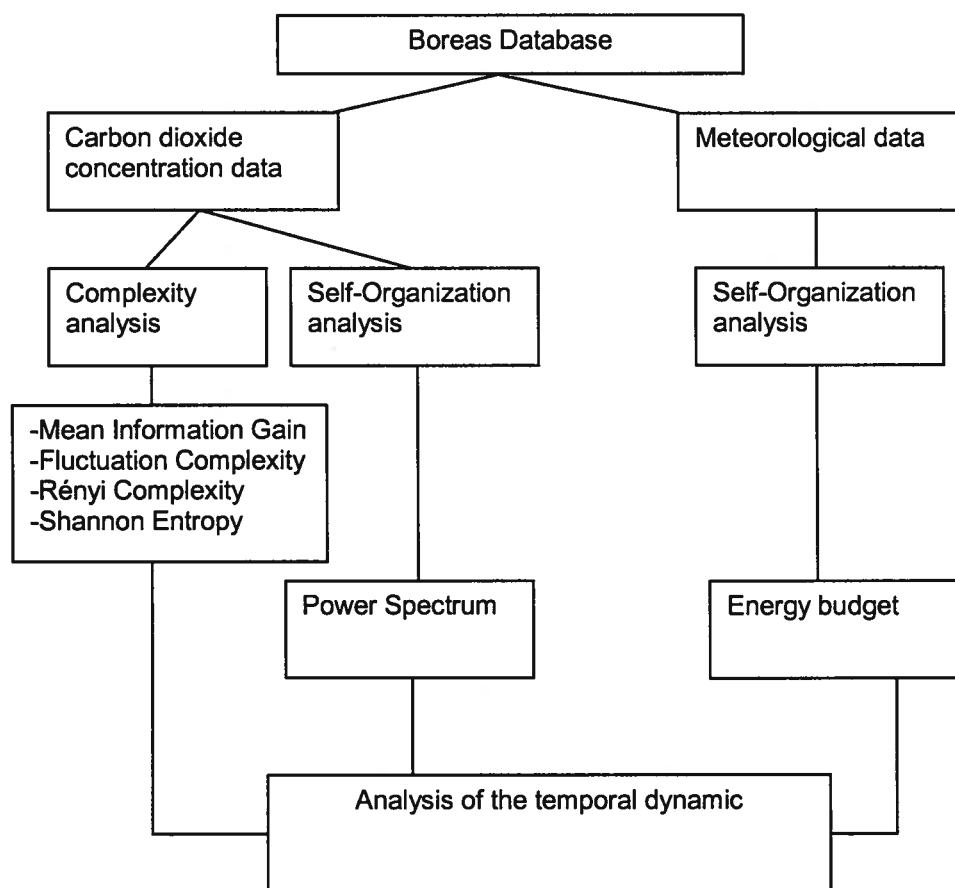 Boreas Database
Carbon dioxide
concentration data
Meteorological data
Complexity
analysis
Self-Organization
analysis
Self-Organization
analysis
-Mean Information Gain
-Fluctuation Complexity
-Rényi Complexity
-Shannon Entropy
Power Spectrum
Energy budget
Analysis of the temporal dynamic